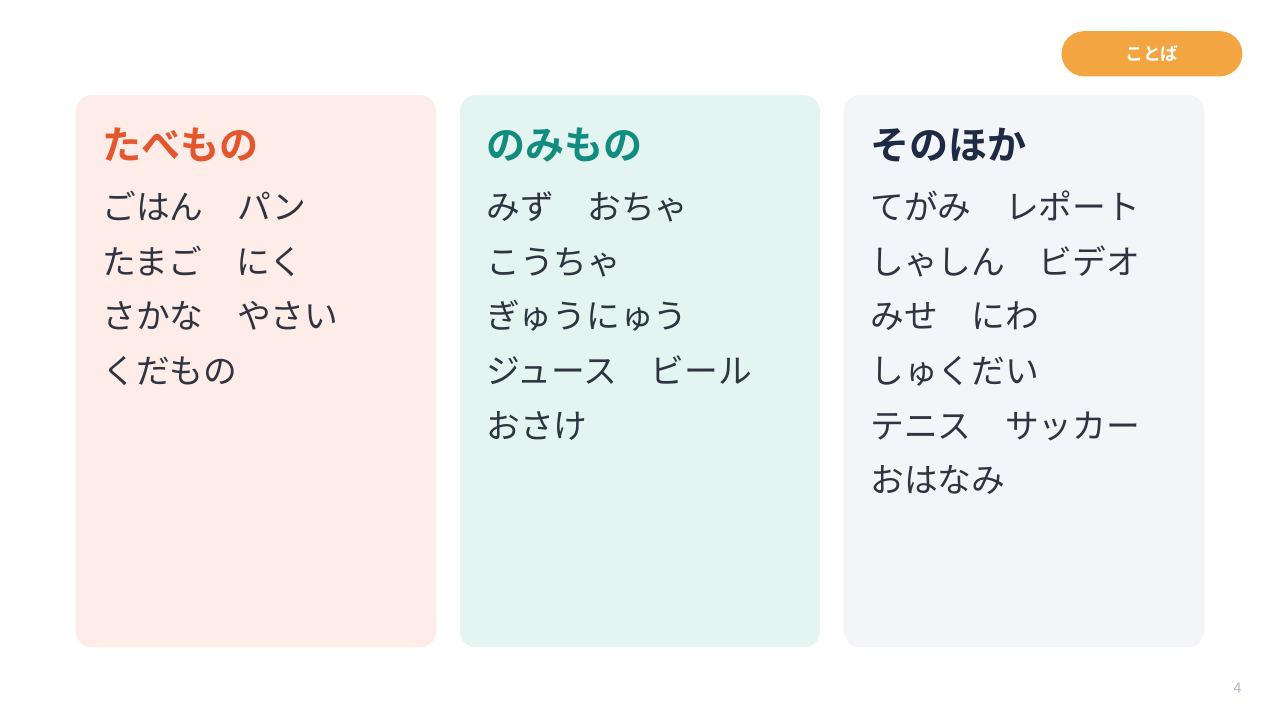 ことば
たべもの
ごはん　パン
たまご　にく
さかな　やさい
くだもの
のみもの
みず　おちゃ
こうちゃ
ぎゅうにゅう
ジュース　ビール
おさけ
そのほか
てがみ　レポート
しゃしん　ビデオ
みせ　にわ
しゅくだい
テニス　サッカー
おはなみ
4